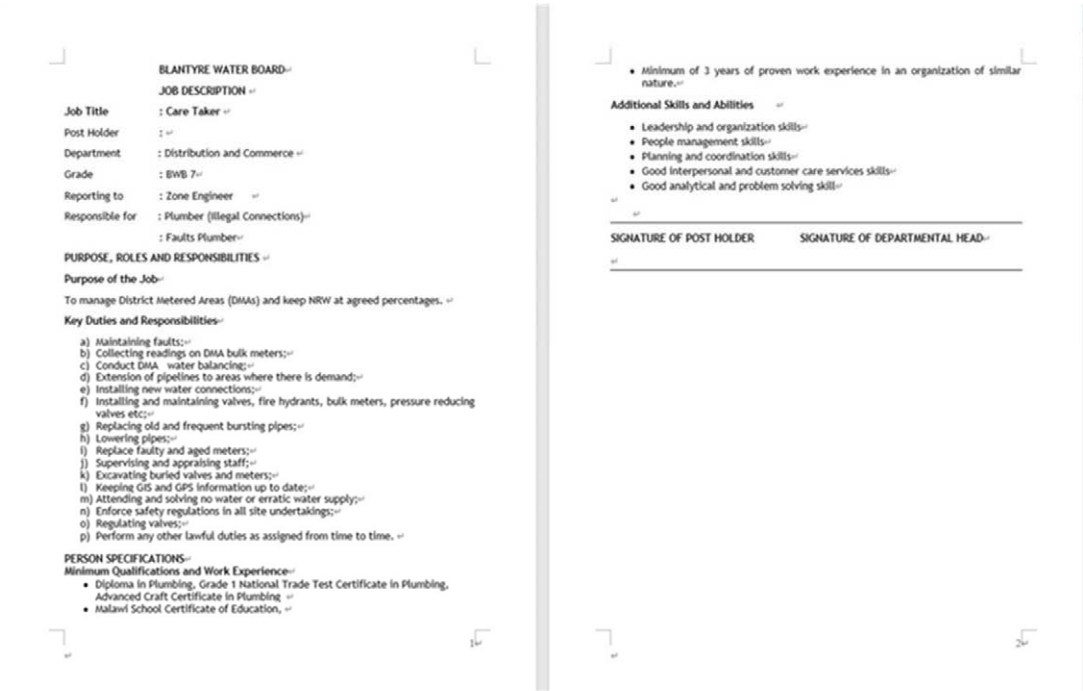 BLANTYRE WATER BOARD
JOB DESCRIPTION
Job Title : Care Taker
Post Holder :
Department : Distribution and Commerce
Grade : BWB 7
Reporting to : Zone Engineer
Responsible for : Plumber (Illegal Connections)
: Faults Plumber
PURPOSE, ROLES AND RESPONSIBILITIES
Purpose of the Job
To manage District Metered Areas (DMAs) and keep NRW at agreed percentages.
Key Duties and Responsibilities
a) Maintaining faults;
b) Collecting readings on DMA bulk meters;
c) Conduct DMA water balancing;
d) Extension of pipelines to areas where there is demand;
e) Installing new water connections;
f) Installing and maintaining valves, fire hydrants, bulk meters, pressure reducing
valves etc;
g) Replacing old and frequent bursting pipes;
h) Lowering pipes;
i) Replace faulty and aged meters;
j) Supervising and appraising staff;
k) Excavating buried valves and meters;
l) Keeping GIS and GPS information up to date;
m) Attending and solving no water or erratic water supply;
n) Enforce safety regulations in all site undertakings;
o) Regulating valves;
p) Perform any other lawful duties as assigned from time to time.
PERSON SPECIFICATIONS
Minimum Qualifications and Work Experience
• Diploma in Plumbing, Grade 1 National Trade Test Certificate in Plumbing,
Advanced Craft Certificate in Plumbing
• Malawi School Certificate of Education,
1
• Minimum of 3 years of proven work experience in an organization of similar
nature.
Additional Skills and Abilities
• Leadership and organization skills
• People management skills
• Planning and coordination skills
• Good interpersonal and customer care services skills
• Good analytical and problem solving skill
SIGNATURE OF POST HOLDER SIGNATURE OF DEPARTMENTAL HEAD
2